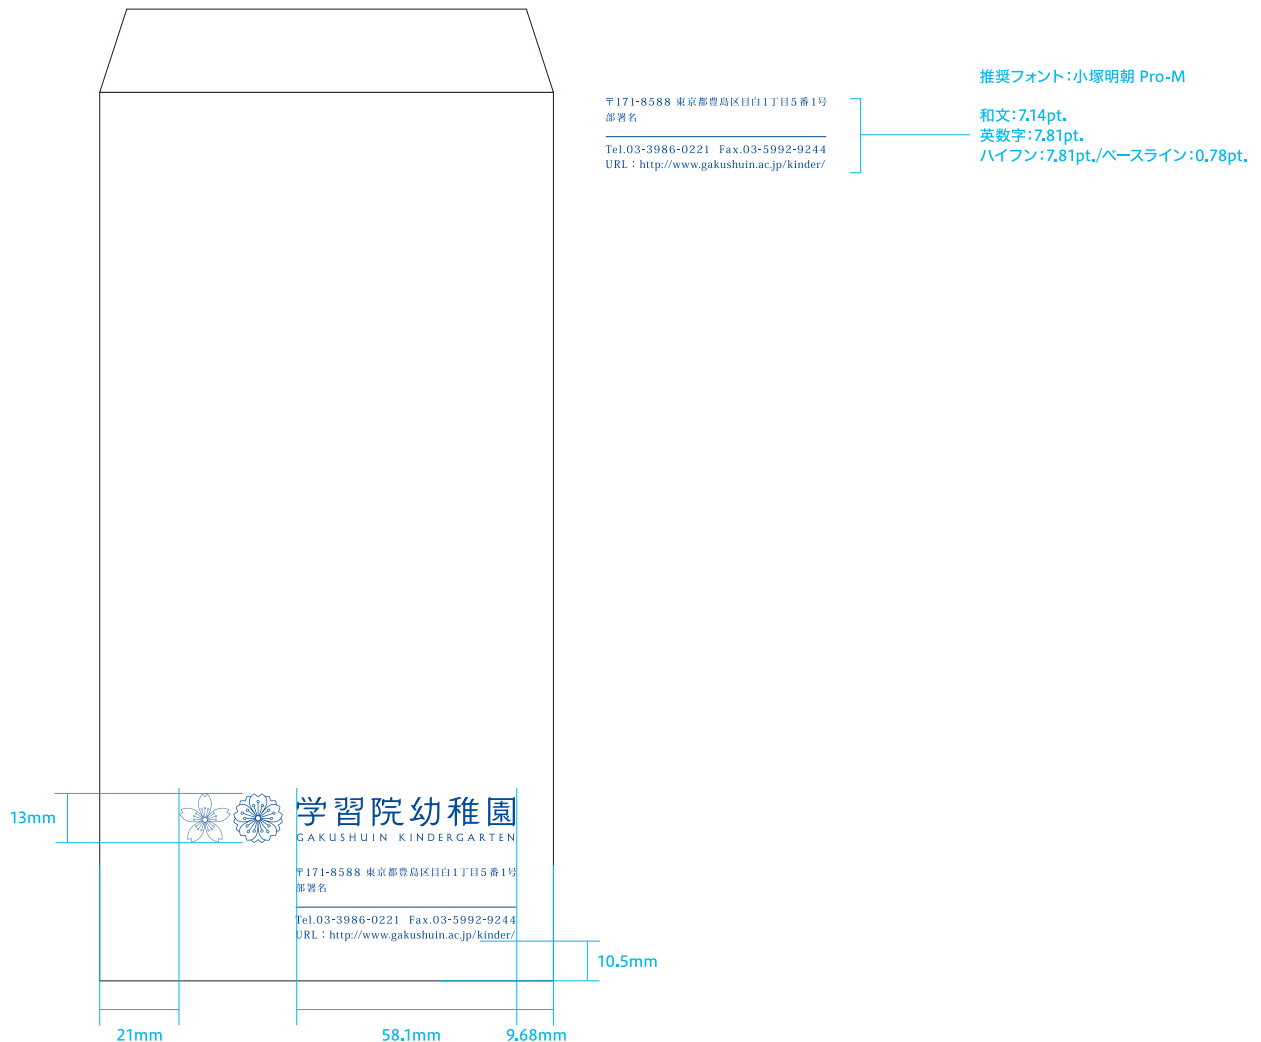 〒171-8588 東京都豊島区目白1丁目5番1号
部署名
Tel.03-3986-0221 Fax.03-5992-9244
URL：http://www.gakushuin.ac.jp/kinder/
推奨フォント：小塚明朝 Pro-M
和文：7.14pt.
英数字：7.81pt.
ハイフン：7.81pt./ベースライン：0.78pt.
13mm
学習院幼稚園
GAKUSHUIN KINDERGARTEN
〒171-8588 東京都豊島区目白1丁目5番1号
部署名
Tel.03-3986-0221 Fax.03-5992-9244
URL：http://www.gakushuin.ac.jp/kinder/
10.5mm
21mm
58.1mm
9.68mm